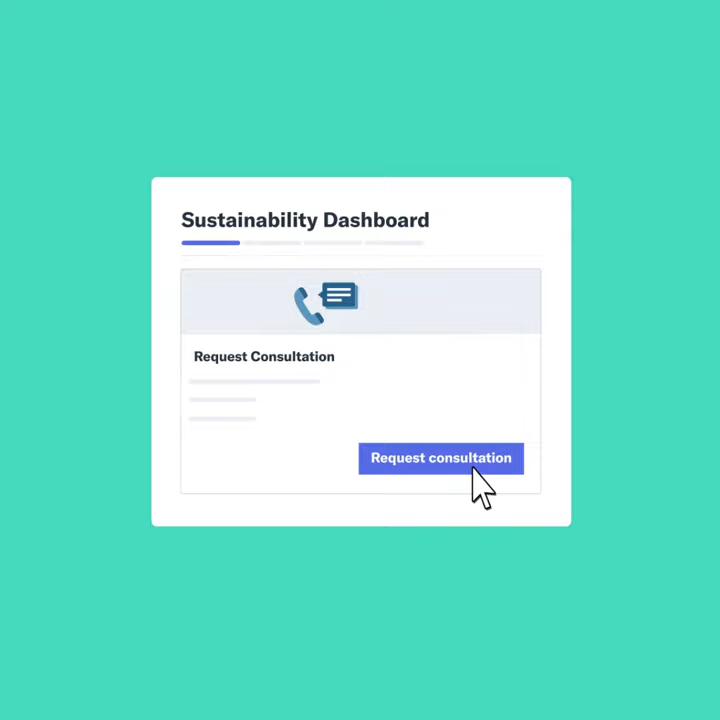 Sustainability Dashboard
Request Consultation
Request consultation